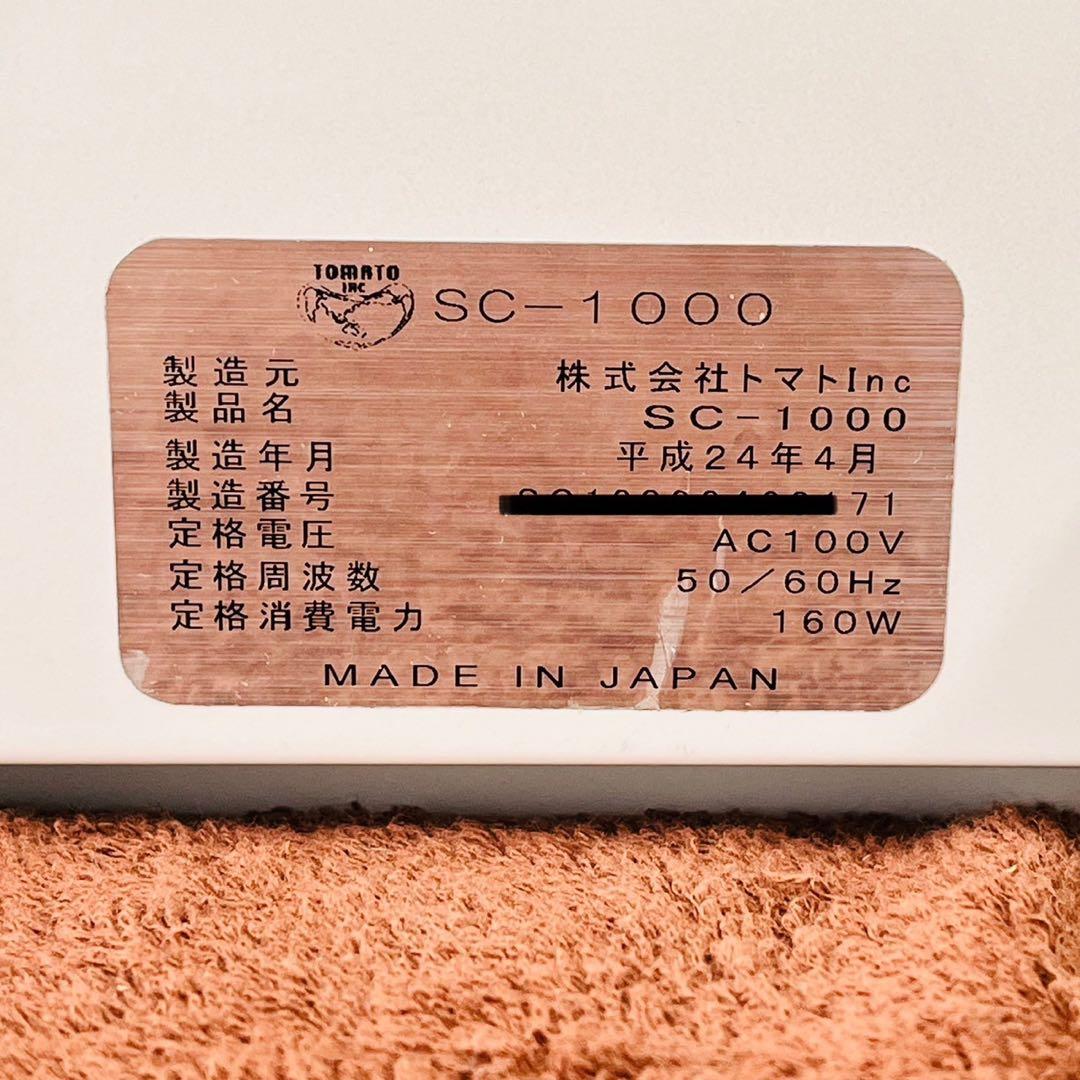 TOMATO
INC
SC-1000
製造元 株式会社トマトInc
製品名 SC-1000
製造年月 平成24年4月
製造番号 71
定格電圧 AC100V
定格周波数 50/60Hz
定格消費電力 160W
MADE IN JAPAN